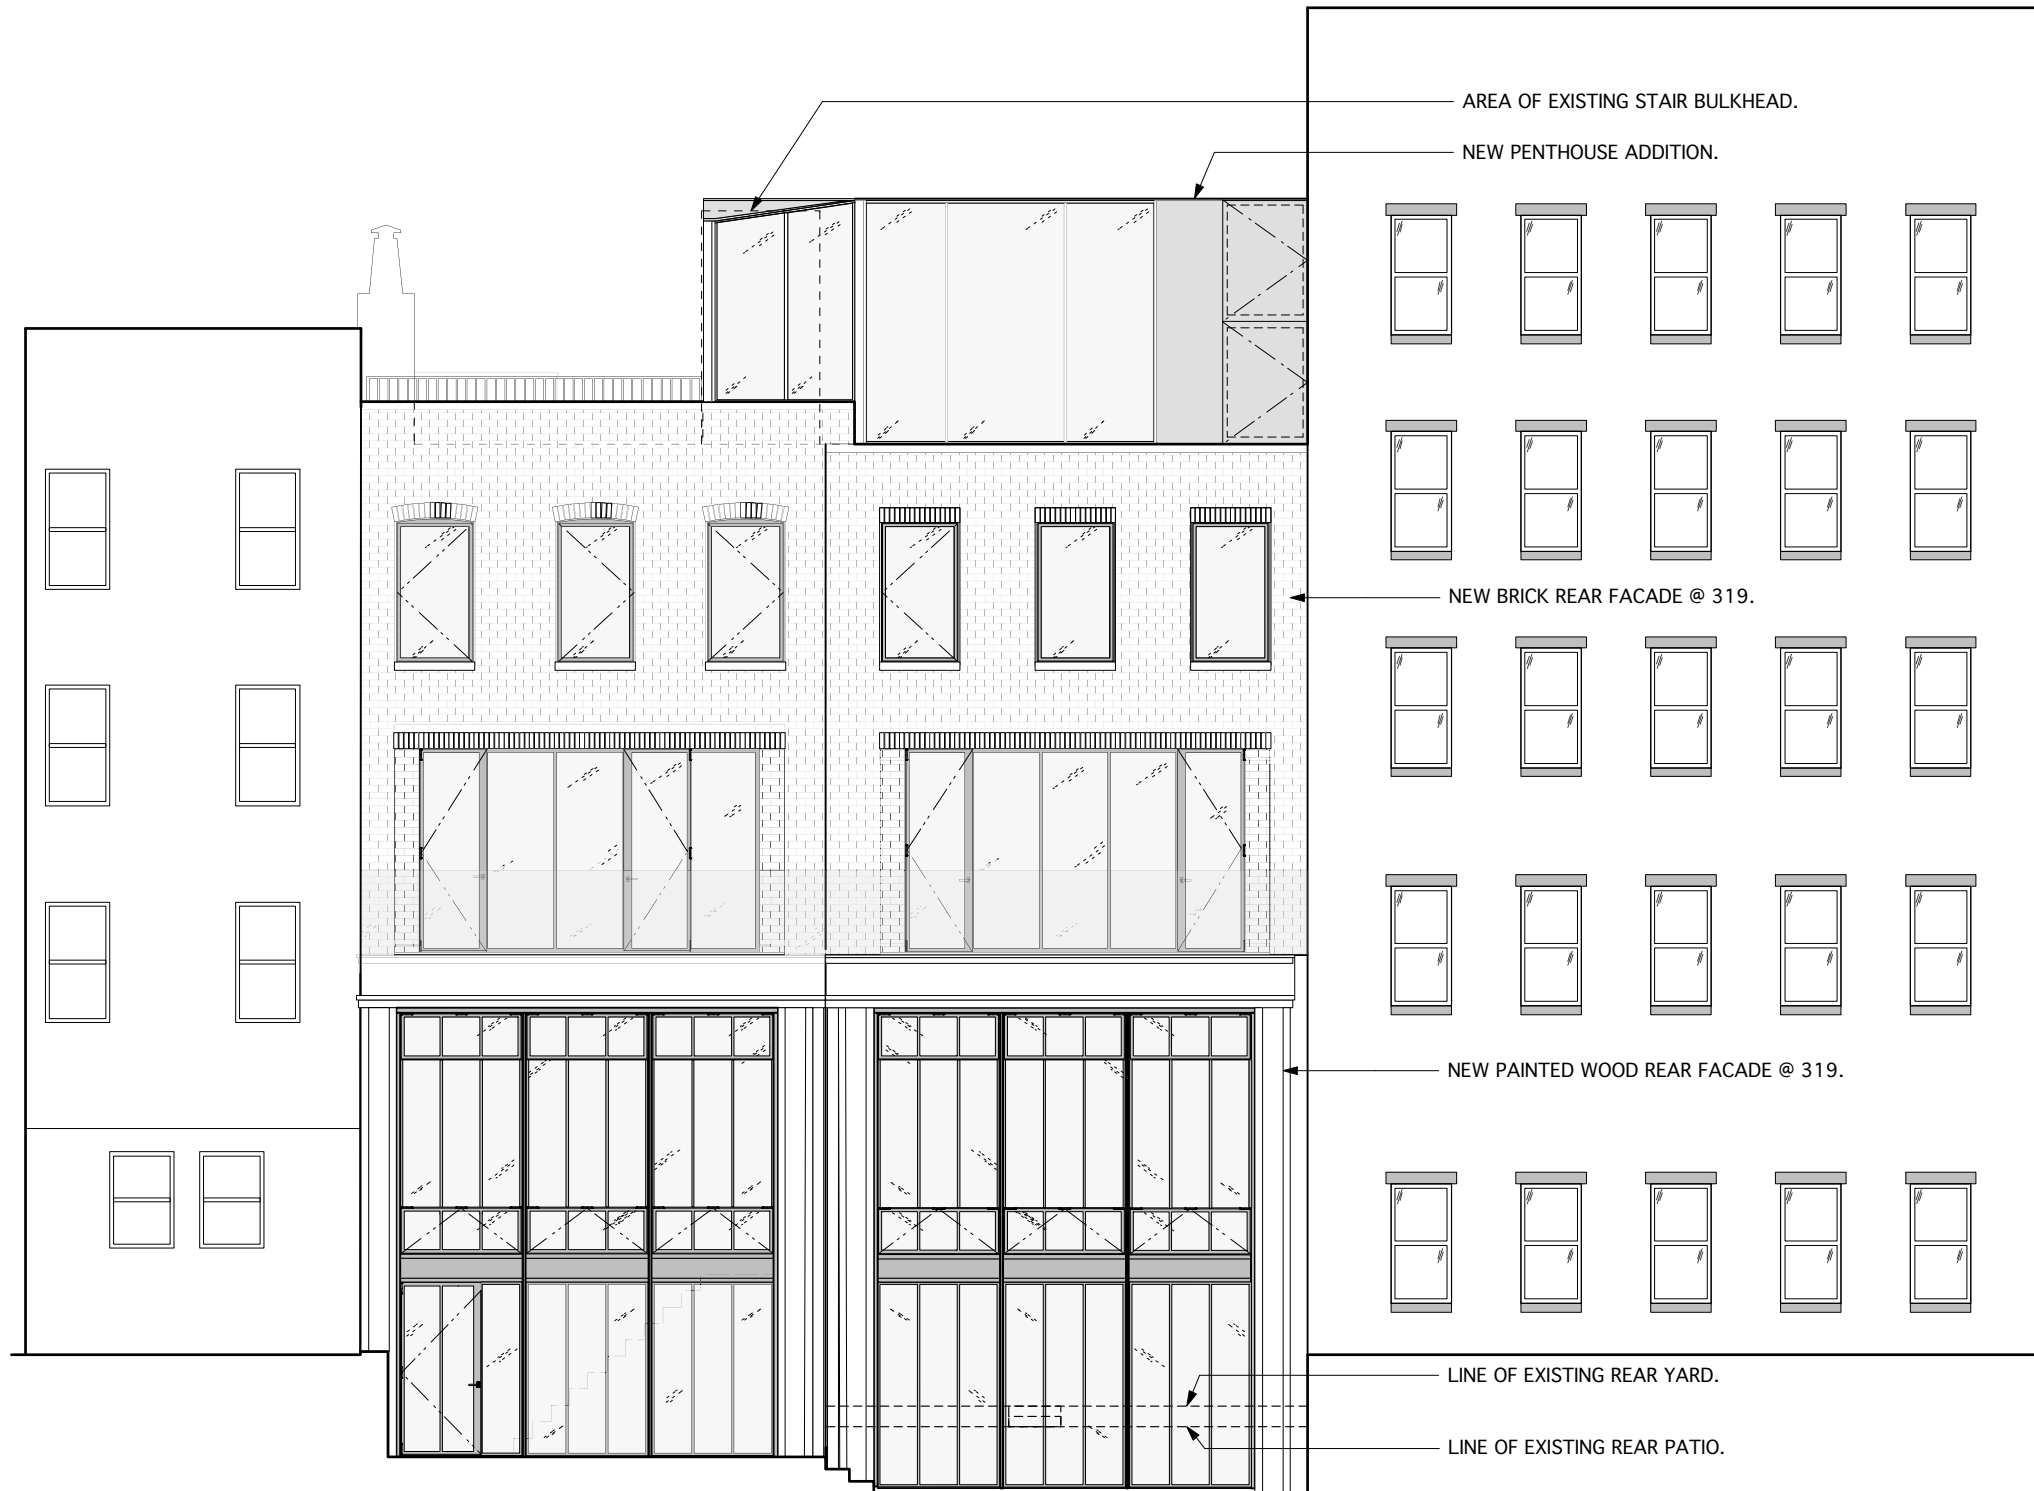 AREA OF EXISTING STAIR BULKHEAD.
NEW PENTHOUSE ADDITION.
NEW BRICK REAR FACADE @ 319.
NEW PAINTED WOOD REAR FACADE @ 319.
LINE OF EXISTING REAR YARD.
LINE OF EXISTING REAR PATIO.